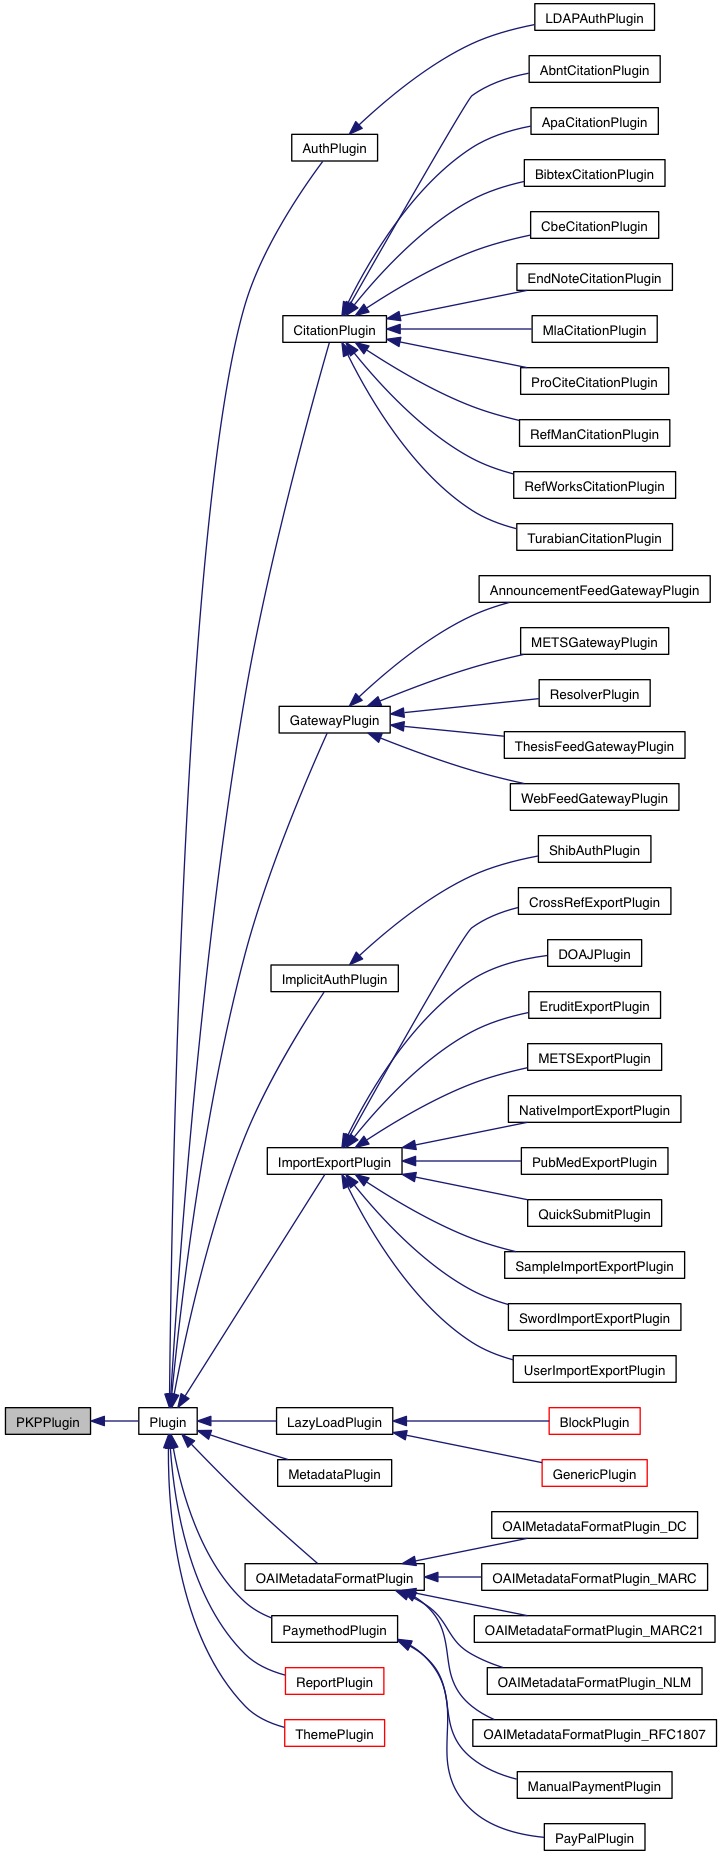 LDAPAuthPlugin
AbntCitationPlugin
ApaCitationPlugin
AuthPlugin
BibtexCitationPlugin
CbeCitationPlugin
EndNoteCitationPlugin
CitationPlugin
MlaCitationPlugin
ProCiteCitationPlugin
RefManCitationPlugin
RefWorksCitationPlugin
TurabianCitationPlugin
AnnouncementFeedGatewayPlugin
METSGatewayPlugin
ResolverPlugin
GatewayPlugin
ThesisFeedGatewayPlugin
WebFeedGatewayPlugin
ShibAuthPlugin
CrossRefExportPlugin
DOAJPlugin
ImplicitAuthPlugin
EruditExportPlugin
METSExportPlugin
NativeImportExportPlugin
ImportExportPlugin
PubMedExportPlugin
QuickSubmitPlugin
SampleImportExportPlugin
SwordImportExportPlugin
UserImportExportPlugin
PKPPlugin
Plugin
LazyLoadPlugin
BlockPlugin
MetadataPlugin
GenericPlugin
OAIMetadataFormatPlugin_DC
OAIMetadataFormatPlugin
OAIMetadataFormatPlugin_MARC
PaymethodPlugin
OAIMetadataFormatPlugin_MARC21
ReportPlugin
OAIMetadataFormatPlugin_NLM
ThemePlugin
OAIMetadataFormatPlugin_RFC1807
ManualPaymentPlugin
PayPalPlugin